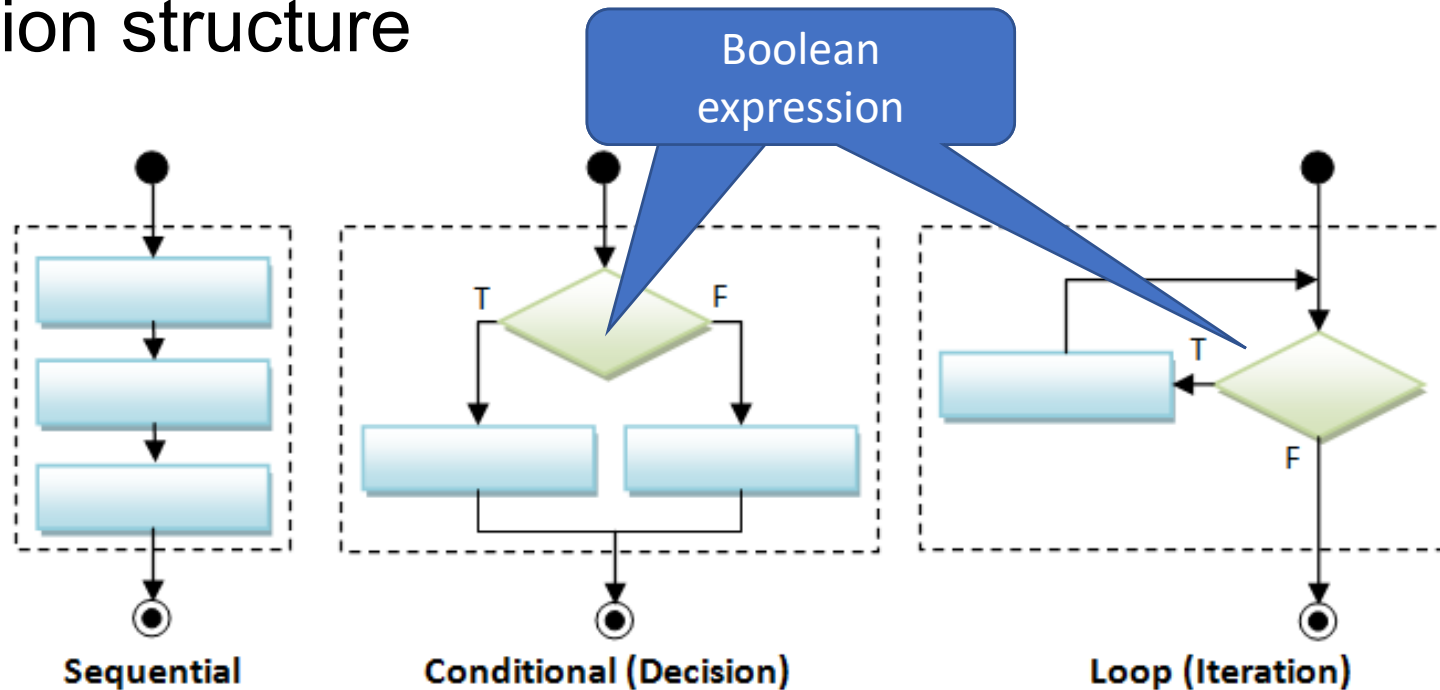 ion structure
Boolean
expression
T
F
T
F
Sequential
Conditional (Decision)
Loop (Iteration)